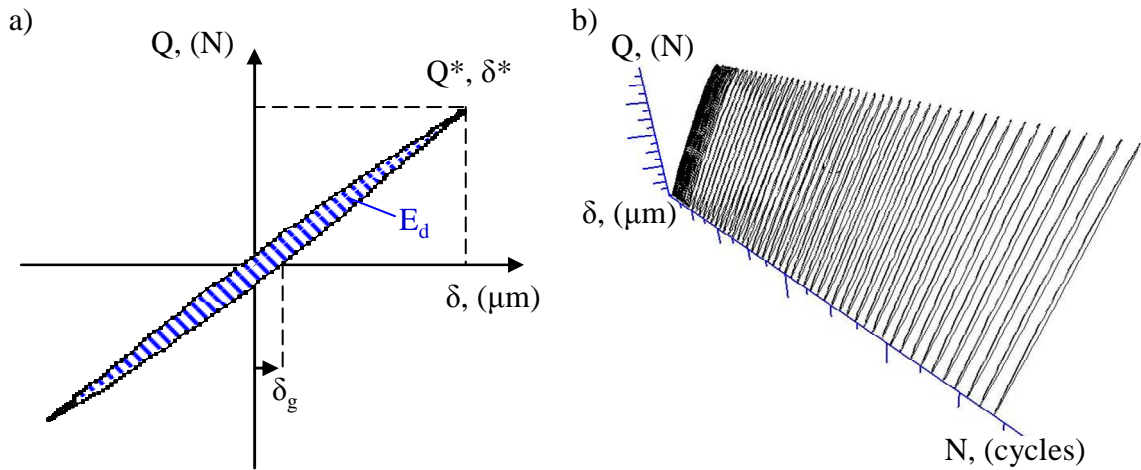 a)
Q, (N)
Q*, δ*
E_d
δ, (μm)
δ_g
b)
Q, (N)
δ, (μm)
N, (cycles)